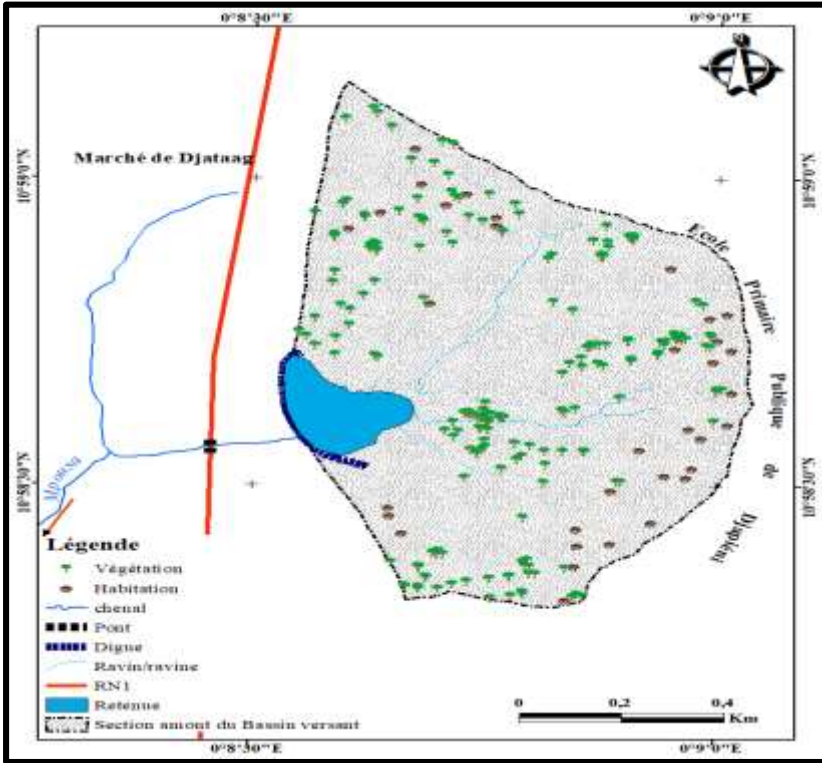 0°8'30"E
0°9'0"E
Marché de Djataag
10°59'0"N
10°59'0"N
Ecole
Primaire
Publique
de
Djapiéni
10°58'30"N
10°58'30"N
Légende
Végétation
Habitation
chenal
Pont
Digue
Ravin/ravine
RN1
Retenue
Section amont du Bassin versant
0
0,2
0,4
Km
0°8'30"E
0°9'0"E